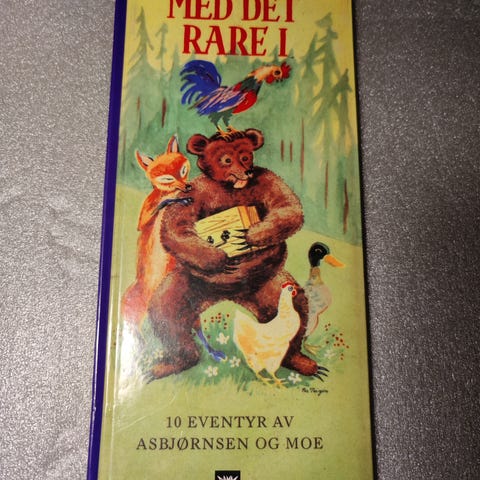 MED DET
RARE I
10 EVENTYR AV
ASBJØRNSEN OG MOE